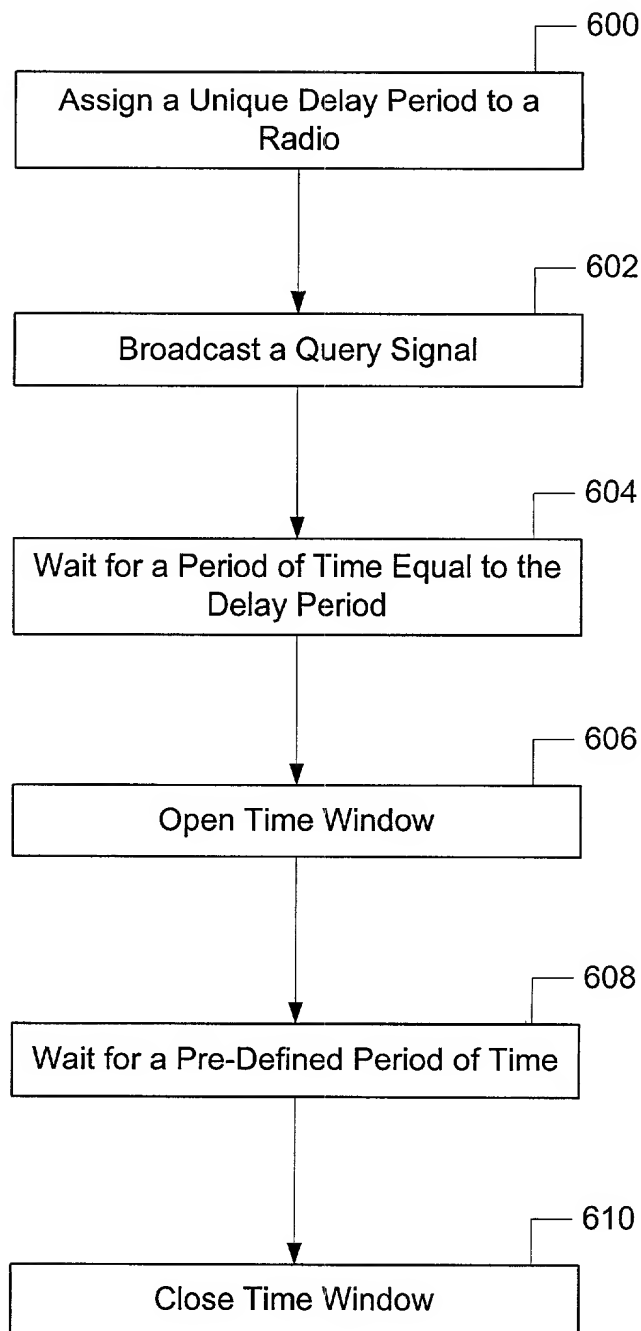 600
Assign a Unique Delay Period to a
Radio
602
Broadcast a Query Signal
604
Wait for a Period of Time Equal to the
Delay Period
606
Open Time Window
608
Wait for a Pre-Defined Period of Time
610
Close Time Window